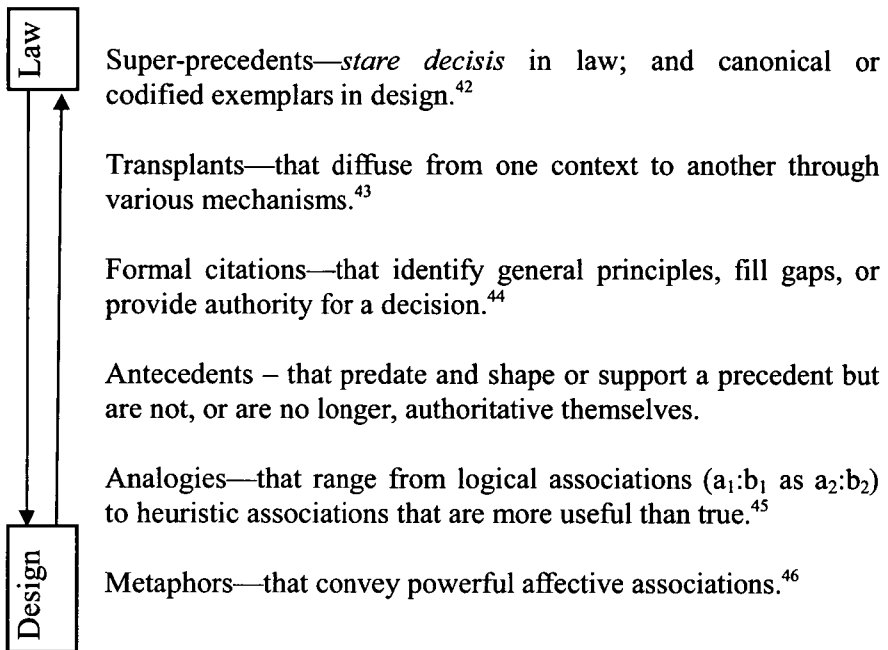 Law
Super-precedents—stare decisis in law; and canonical or
codified exemplars in design.42
Transplants—that diffuse from one context to another through
various mechanisms.43
Formal citations—that identify general principles, fill gaps, or
provide authority for a decision.44
Antecedents – that predate and shape or support a precedent but
are not, or are no longer, authoritative themselves.
Analogies—that range from logical associations (a1:b1 as a2:b2)
to heuristic associations that are more useful than true.45
Metaphors—that convey powerful affective associations.46
Design